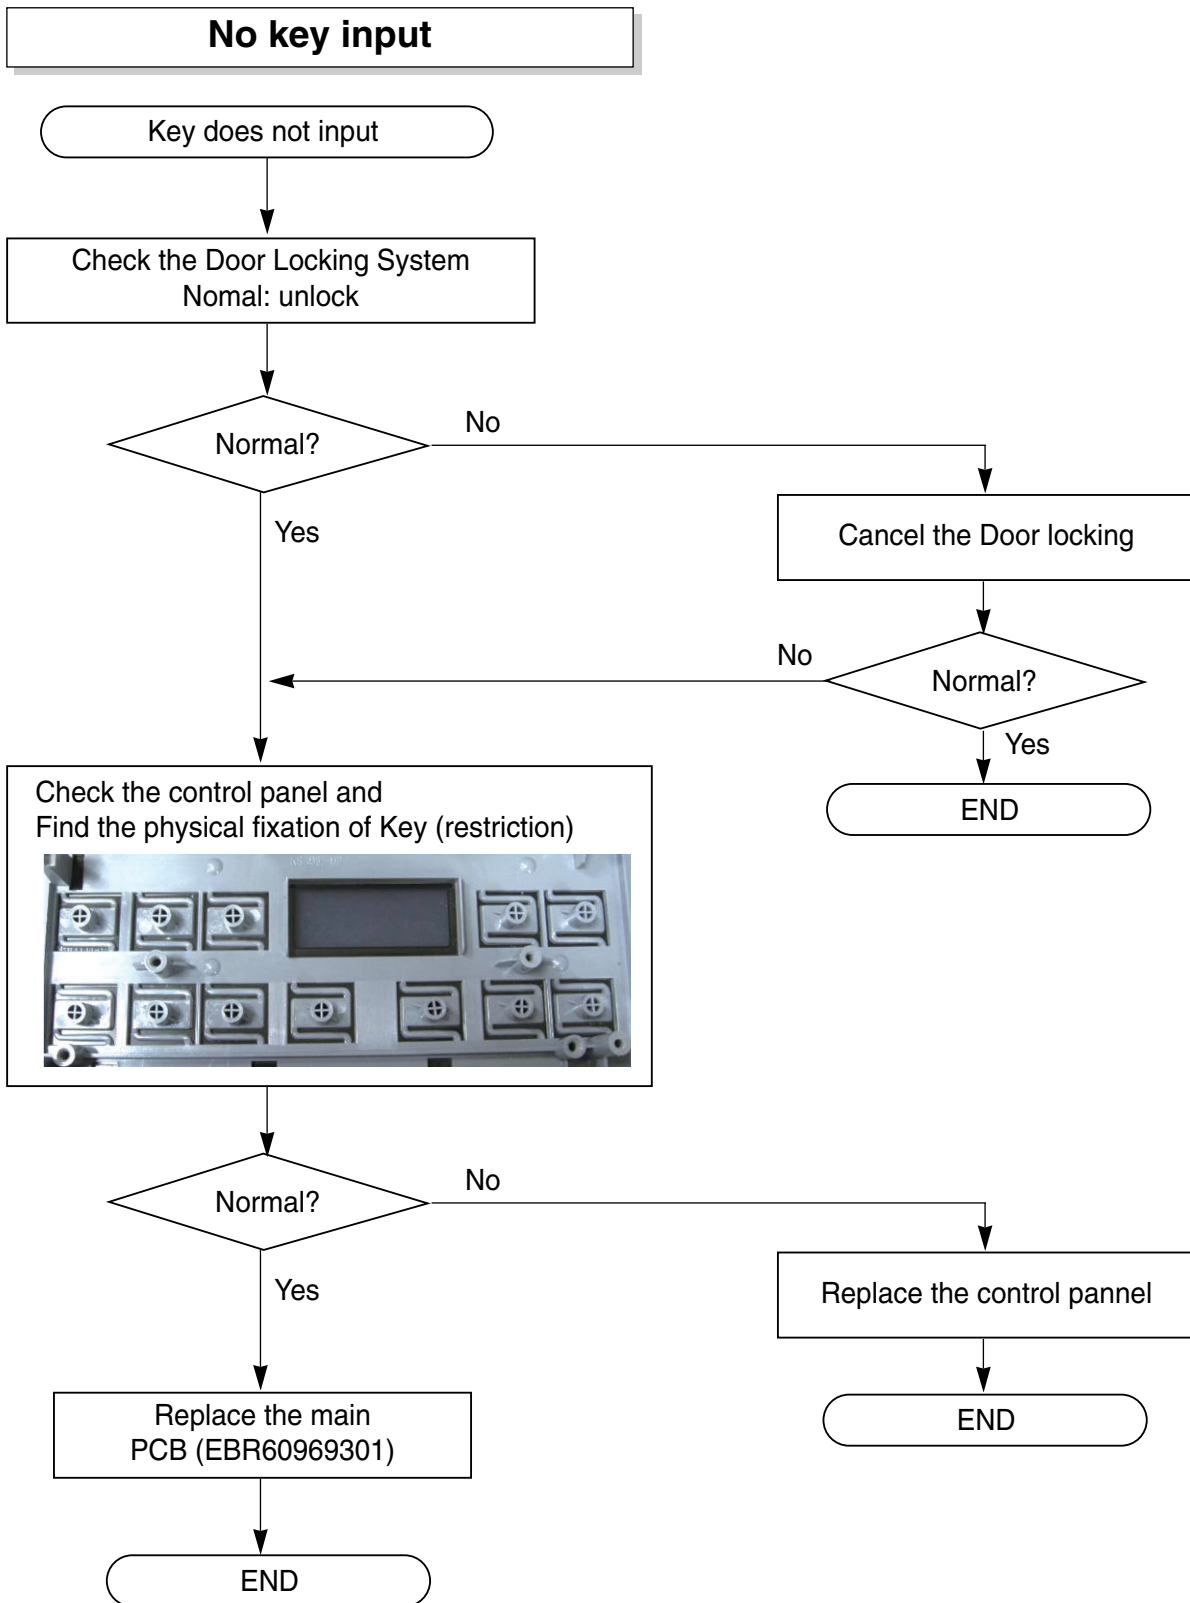 No key input
Key does not input
Check the Door Locking System
Nomal: unlock
Normal?
No
Yes
Cancel the Door locking
No
Normal?
Yes
END
Check the control panel and
Find the physical fixation of Key (restriction)
Normal?
No
Yes
Replace the control pannel
END
Replace the main
PCB (EBR60969301)
END